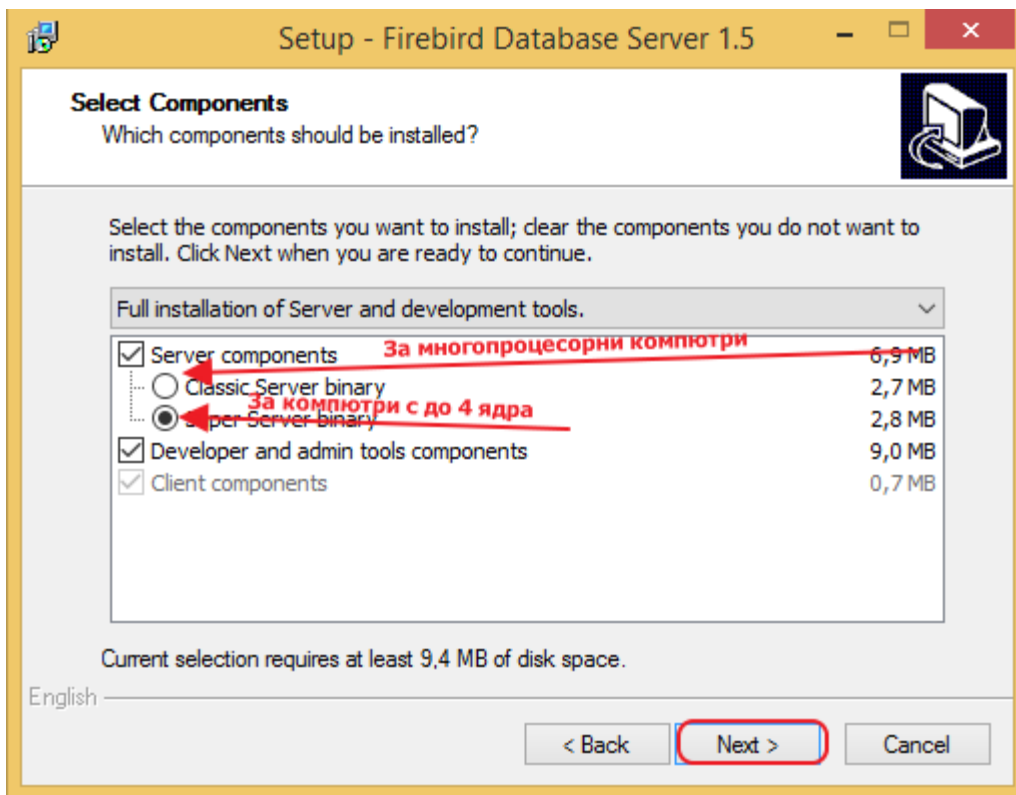 Setup - Firebird Database Server 1.5
Select Components
Which components should be installed?
Select the components you want to install; clear the components you do not want to
install. Click Next when you are ready to continue.
Full installation of Server and development tools.
За многопроцесорни компютри
Server components 6,9 MB
Classic Server binary 2,7 MB
За компютри с до 4 ядра
Super Server binary 2,8 MB
Developer and admin tools components 9,0 MB
Client components 0,7 MB
Current selection requires at least 9,4 MB of disk space.
English
< Back Next > Cancel